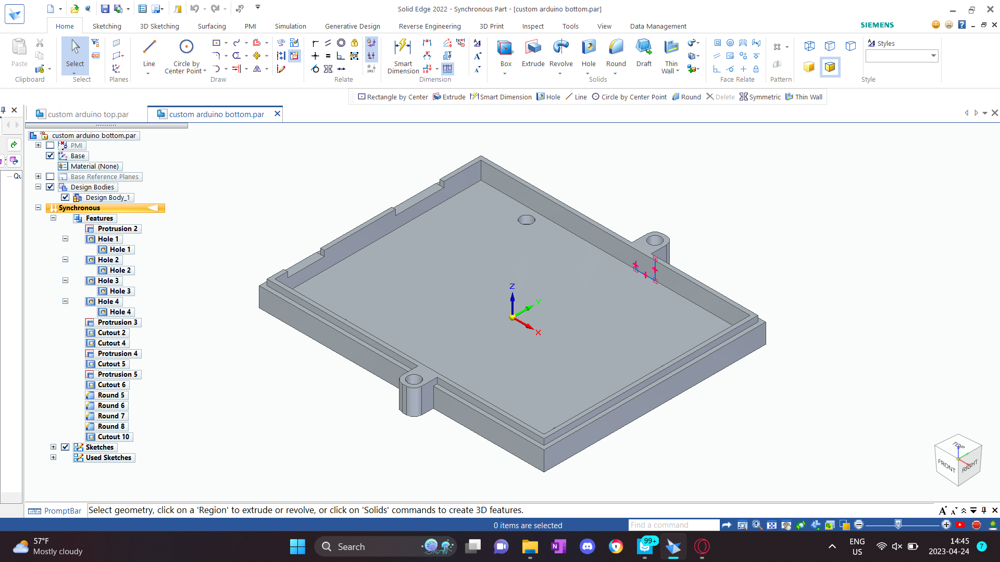 Solid Edge 2022 - Synchronous Part - [custom arduino bottom.par]
Home Sketching 3D Sketching Surfacing PMI Simulation Generative Design Reverse Engineering 3D Print Inspect Tools View Data Management SIEMENS
Paste
Clipboard
Select
Select
Planes
Line
Circle by Center Point
Draw
Relate
Smart Dimension
Dimension
Box
Extrude
Revolve
Hole
Round
Draft
Thin Wall
Solids
Face Relate
Pattern
Styles
Style
Rectangle by Center Extrude Smart Dimension Hole Line Circle by Center Point Round Delete Symmetric Thin Wall
custom arduino top.par custom arduino bottom.par
custom arduino bottom.par
PMI
Base
Material (None)
Qu
Base Reference Planes
Design Bodies
Design Body_1
Synchronous
Features
Protrusion 2
Hole 1
Hole 1
Hole 2
Hole 2
Hole 3
Hole 3
Hole 4
Hole 4
Protrusion 3
Cutout 2
Cutout 4
Protrusion 4
Cutout 5
Protrusion 5
Cutout 6
Round 5
Round 6
Round 7
Round 8
Cutout 10
Sketches
Used Sketches
Z
Y
X
TOP
FRONT
RIGHT
PromptBar Select geometry, click on a 'Region' to extrude or revolve, or click on 'Solids' commands to create 3D features.
0 items are selected Find a command
57°F
Mostly cloudy
Search
99+
ENG
US
14:45
2023-04-24
7